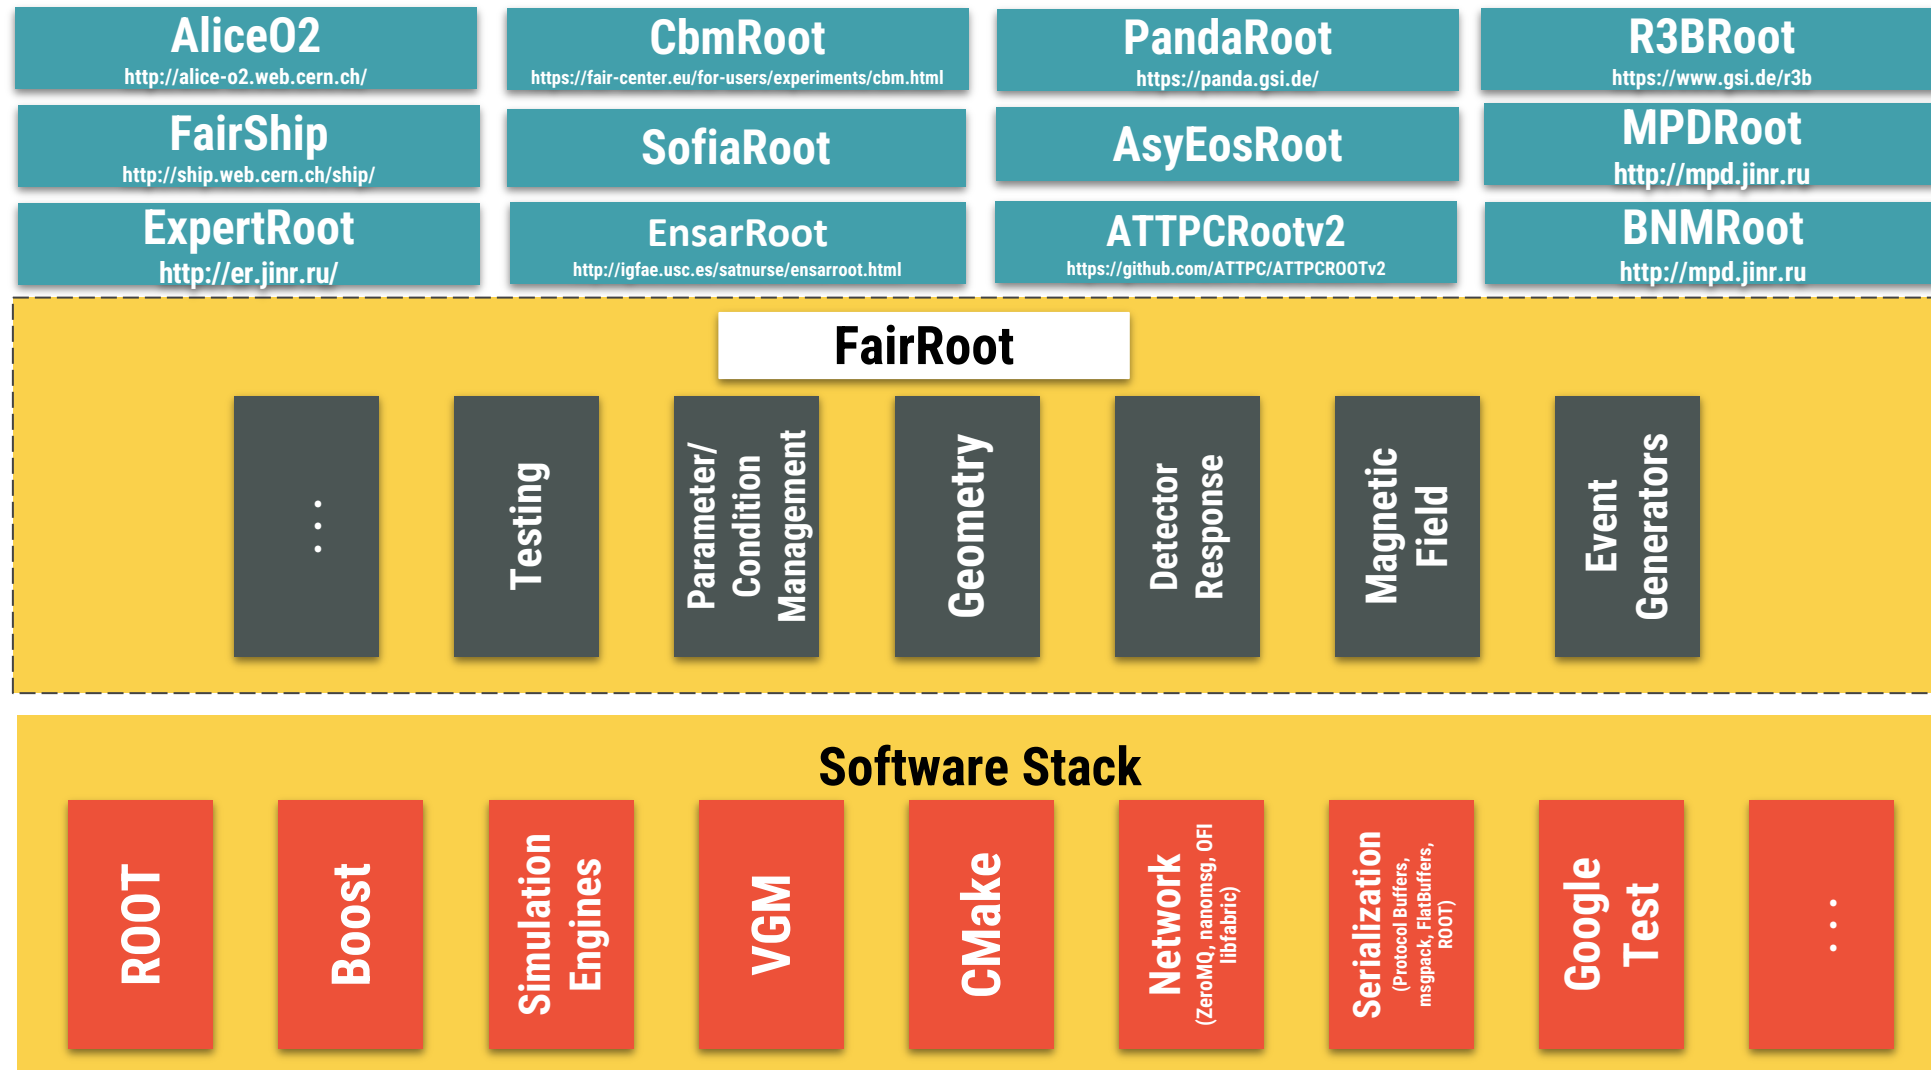 AliceO2
http://alice-o2.web.cern.ch/
CbmRoot
https://fair-center.eu/for-users/experiments/cbm.html
PandaRoot
https://panda.gsi.de/
R3BRoot
https://www.gsi.de/r3b
FairShip
http://ship.web.cern.ch/ship/
SofiaRoot
AsyEosRoot
MPDRoot
http://mpd.jinr.ru
ExpertRoot
http://er.jinr.ru/
EnsarRoot
http://igfae.usc.es/satnurse/ensarroot.html
ATTPCRootv2
https://github.com/ATTPC/ATTPCROOTv2
BNMRoot
http://mpd.jinr.ru
FairRoot
...
Testing
Parameter/
Condition
Management
Geometry
Detector
Response
Magnetic
Field
Event
Generators
Software Stack
ROOT
Boost
Simulation
Engines
VGM
CMake
Network
(ZeroMQ, nanomsg, OFI
libfabric)
Serialization
(Protocol Buffers,
msgpack, FlatBuffers,
ROOT)
Google
Test
...